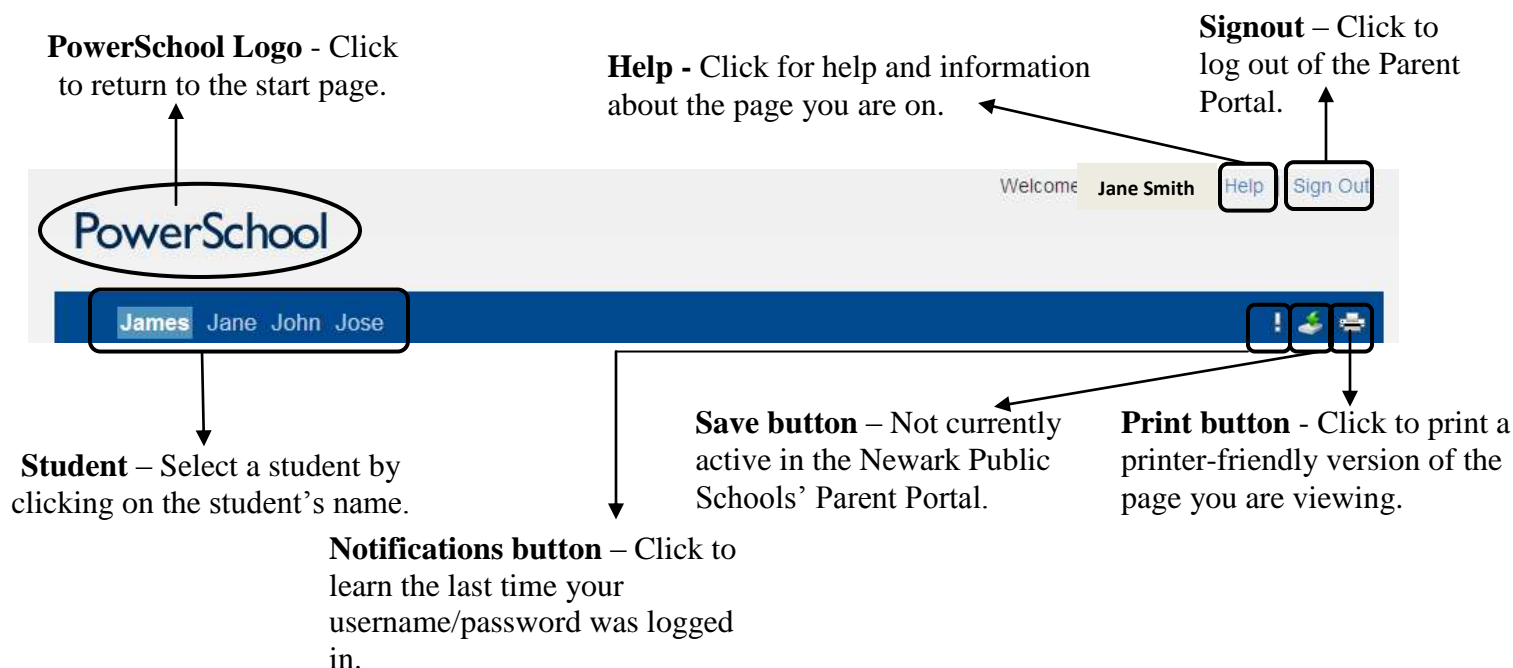 PowerSchool Logo - Click
to return to the start page.
Help - Click for help and information
about the page you are on.
Signout – Click to
log out of the Parent
Portal.
Welcome Jane Smith Help Sign Out
PowerSchool
James Jane John Jose !
Student – Select a student by
clicking on the student’s name.
Notifications button – Click to
learn the last time your
username/password was logged
in.
Save button – Not currently
active in the Newark Public
Schools’ Parent Portal.
Print button - Click to print a
printer-friendly version of the
page you are viewing.